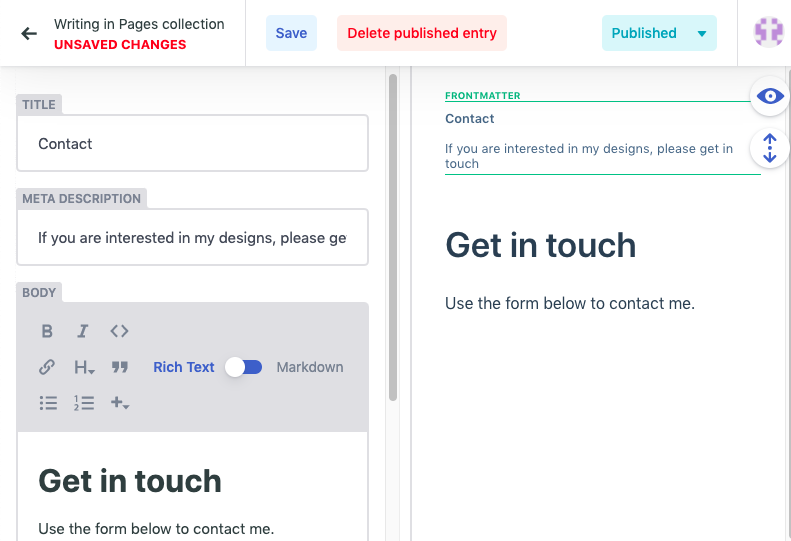 Writing in Pages collection
UNSAVED CHANGES
Save
Delete published entry
Published
TITLE
Contact
META DESCRIPTION
If you are interested in my designs, please ge
BODY
B I <>
H
Rich Text
Markdown
Get in touch
Use the form below to contact me.
FRONTMATTER
Contact
If you are interested in my designs, please get in
touch
Get in touch
Use the form below to contact me.